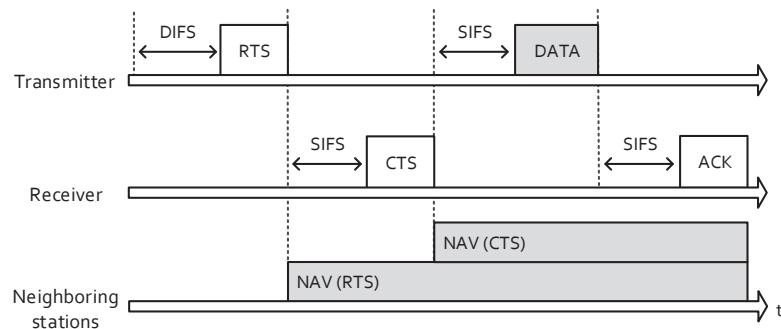 DIFS
RTS
SIFS
DATA
Transmitter
SIFS
CTS
SIFS
ACK
Receiver
NAV (CTS)
NAV (RTS)
Neighboring
stations
t